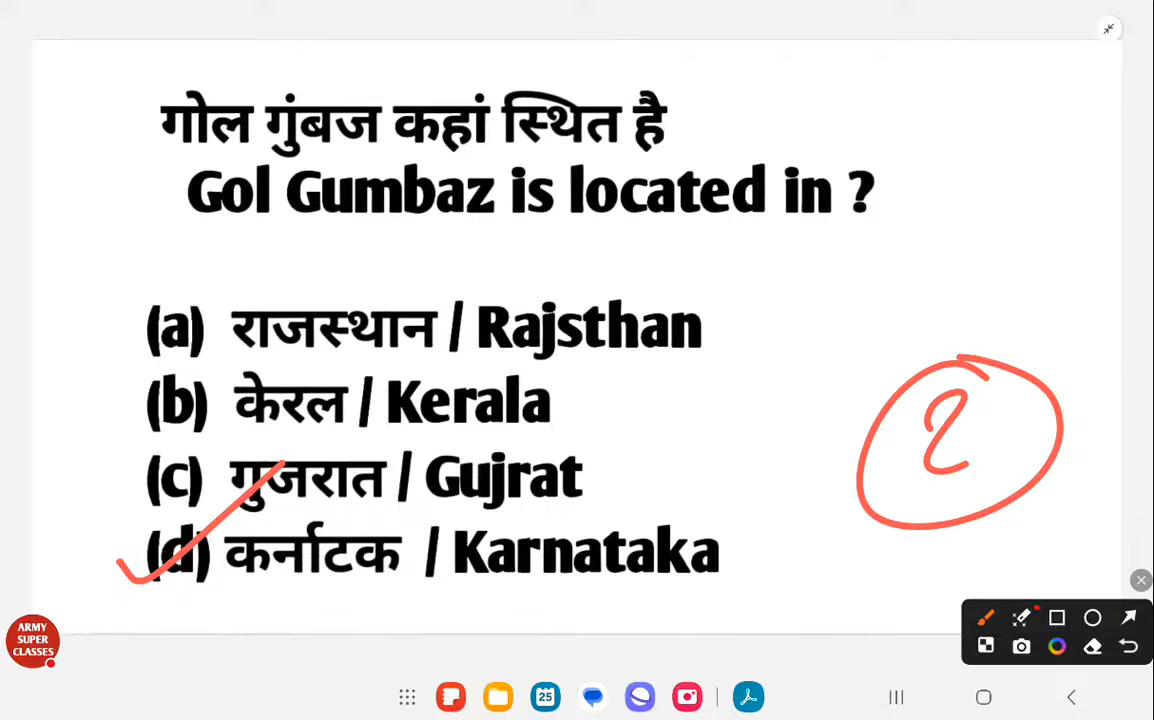 गोल गुंबज कहां स्थित है
Gol Gumbaz is located in ?
(a) राजस्थान / Rajsthan
(b) केरल / Kerala
(c) गुजरात / Gujrat
(d) कर्नाटक / Karnataka
2
ARMY
SUPER
CLASSES
25